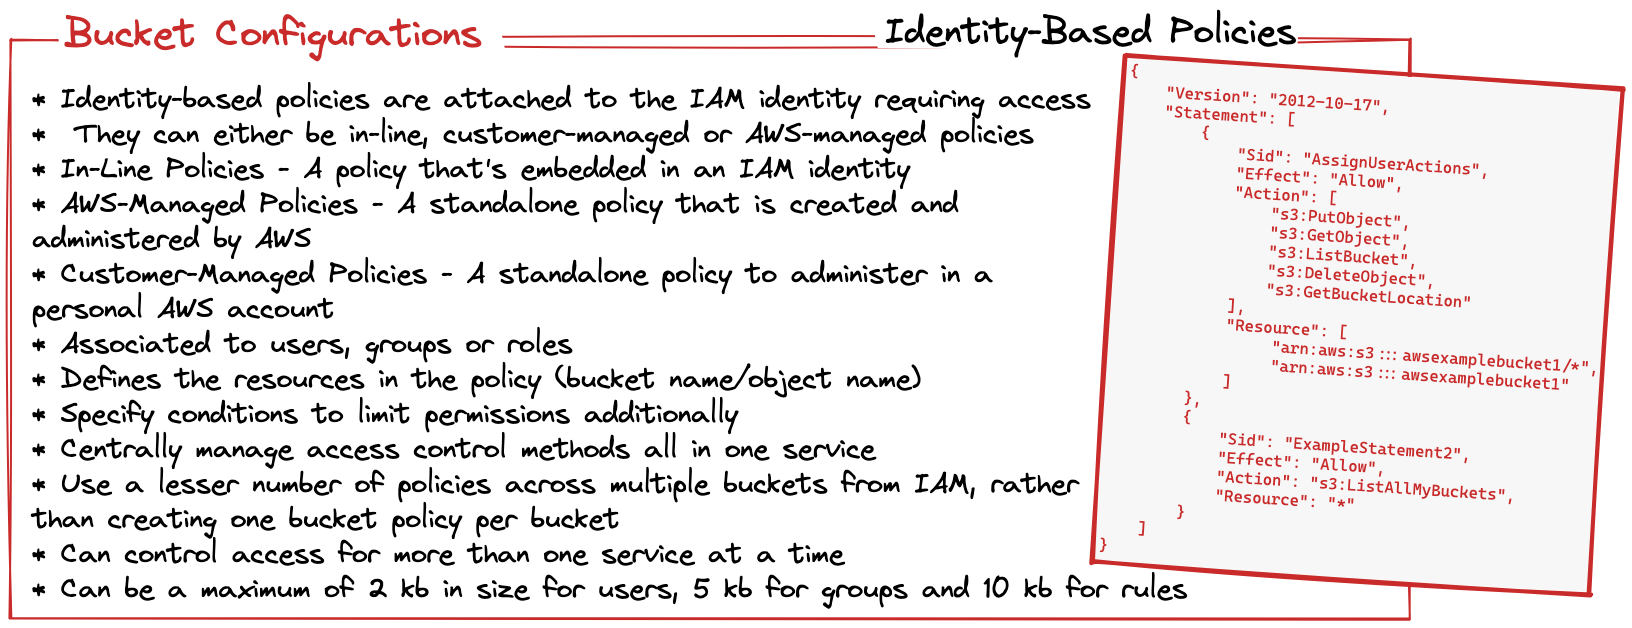 Bucket Configurations
Identity-Based Policies
* Identity-based policies are attached to the IAM identity requiring access
* They can either be in-line, customer-managed or AWS-managed policies
* In-Line Policies - A policy that's embedded in an IAM identity
* AWS-Managed Policies - A standalone policy that is created and
administered by AWS
* Customer-Managed Policies - A standalone policy to administer in a
personal AWS account
* Associated to users, groups or roles
* Defines the resources in the policy (bucket name/object name)
* Specify conditions to limit permissions additionally
* Centrally manage access control methods all in one service
* Use a lesser number of policies across multiple buckets from IAM, rather
than creating one bucket policy per bucket
* Can control access for more than one service at a time
* Can be a maximum of 2 kb in size for users, 5 kb for groups and 10 kb for rules
{
"Version": "2012-10-17",
"Statement": [
{
"Sid": "AssignUserActions",
"Effect": "Allow",
"Action": [
"s3:PutObject",
"s3:GetObject",
"s3:ListBucket",
"s3:DeleteObject",
"s3:GetBucketLocation"
],
"Resource": [
"arn:aws:s3:::awsexamplebucket1/*",
"arn:aws:s3:::awsexamplebucket1"
]
},
{
"Sid": "ExampleStatement2",
"Effect": "Allow",
"Action": "s3:ListAllMyBuckets",
"Resource": "*"
}
]
}